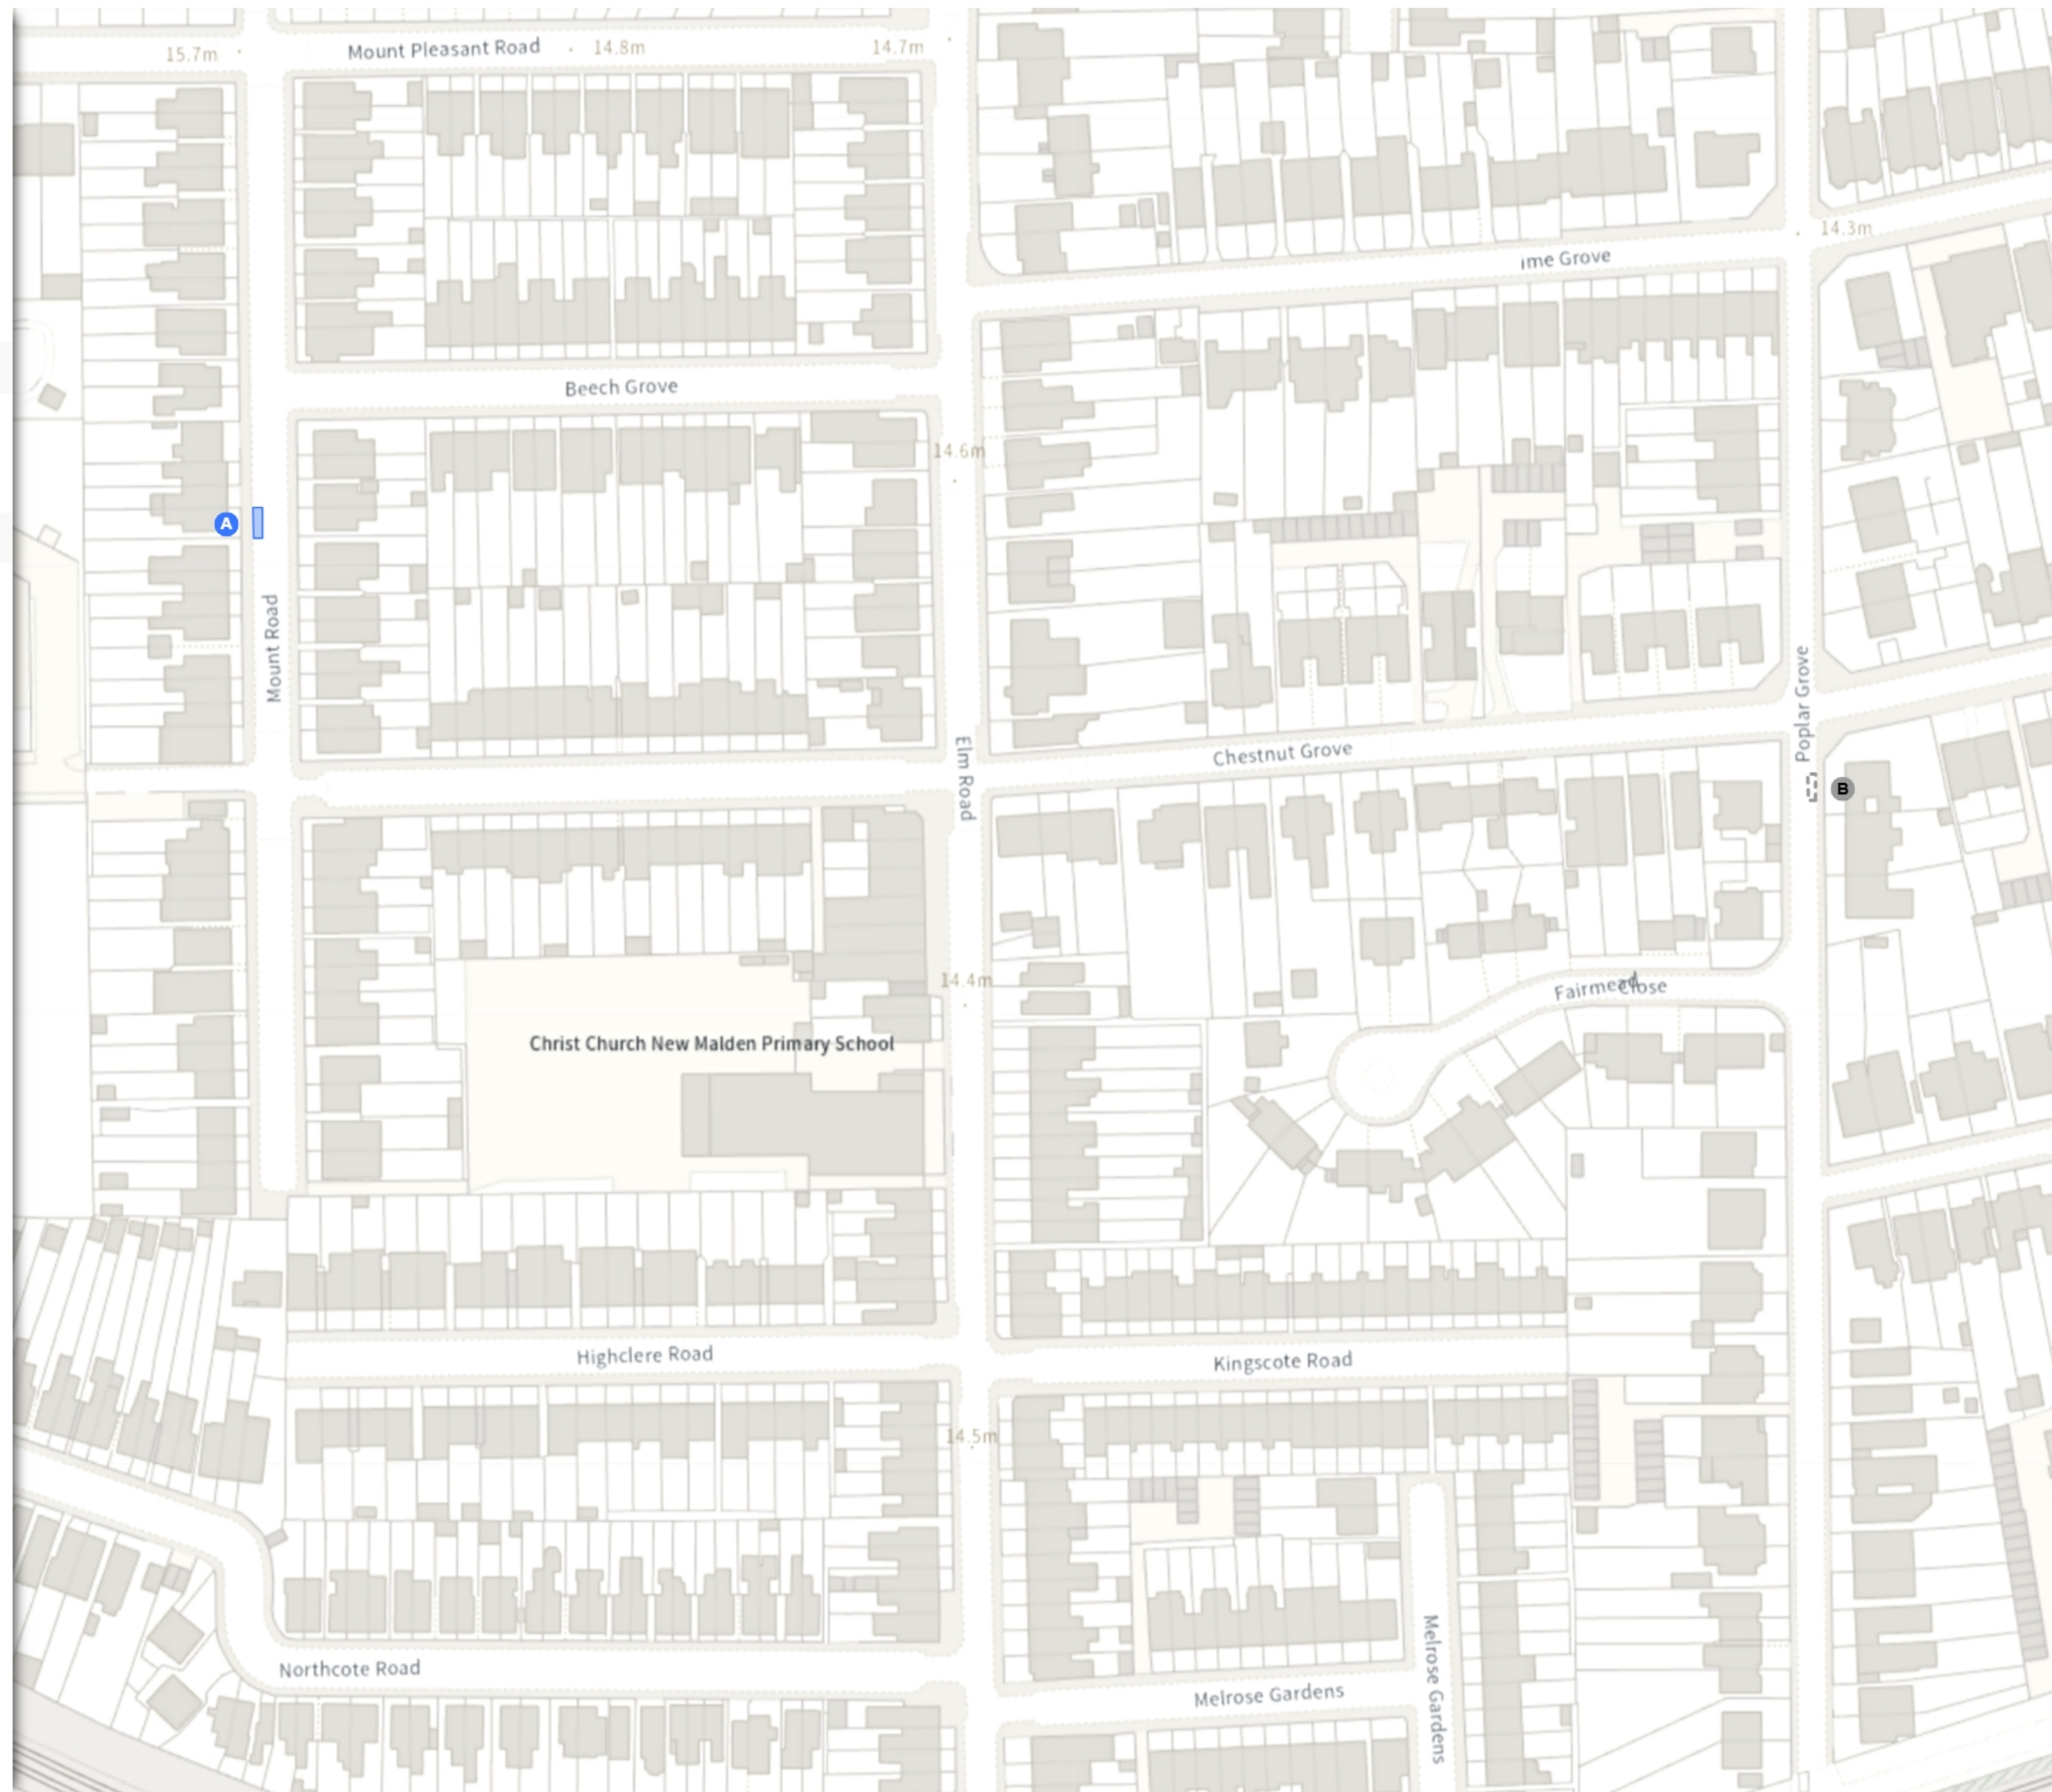 Mount Pleasant Road
15.7m
14.8m
14.7m
14.3m
ime Grove
Beech Grove
14.6m
A
Mount Road
Poplar Grove
Elm Road
Chestnut Grove
B
14.4m
Fairmead Close
Christ Church New Malden Primary School
Highclere Road
Kingscote Road
14.5m
Melrose Gardens
Northcote Road
Melrose Gardens